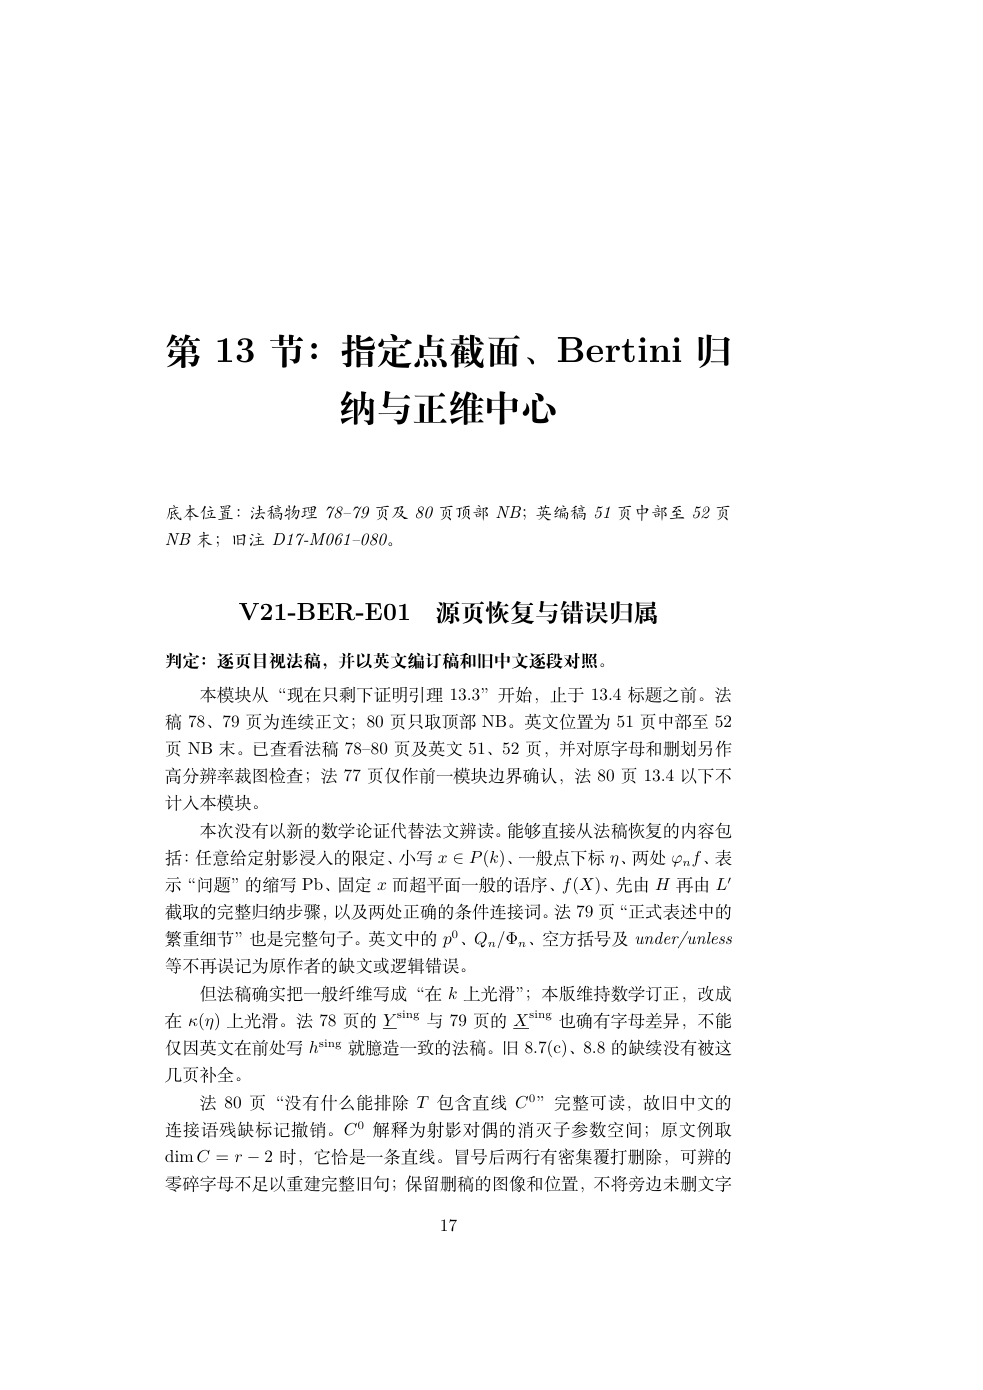 第 13 节：指定点截面、Bertini 归
纳与正维中心
底本位置：法稿物理 78–79 页及 80 页顶部 NB；英编稿 51 页中部至 52 页
NB 末；旧注 D17-M061–080。
V21-BER-E01 源页恢复与错误归属
判定：逐页目视法稿，并以英文编订稿和旧中文逐段对照。
本模块从 “现在只剩下证明引理 13.3” 开始，止于 13.4 标题之前。法
稿 78、79 页为连续正文；80 页只取顶部 NB。英文位置为 51 页中部至 52
页 NB 末。已查看法稿 78–80 页及英文 51、52 页，并对原字母和删划另作
高分辨率裁图检查；法 77 页仅作前一模块边界确认，法 80 页 13.4 以下不
计入本模块。
本次没有以新的数学论证代替法文辨读。能够直接从法稿恢复的内容包
括：任意给定射影浸入的限定、小写 x ∈ P(k)、一般点下标 η、两处 φₙf、表
示 “问题” 的缩写 Pb、固定 x 而超平面一般的语序、f(X)、先由 H 再由 L′
截取的完整归纳步骤，以及两处正确的条件连接词。法 79 页 “正式表述中的
繁重细节” 也是完整句子。英文中的 p⁰、Qₙ/Φₙ、空方括号及 under/unless
等不再误记为原作者的缺文或逻辑错误。
但法稿确实把一般纤维写成 “在 k 上光滑”；本版维持数学订正，改成
在 κ(η) 上光滑。法 78 页的 Y^sing 与 79 页的 X^sing 也确有字母差异，不能
仅因英文在前处写 h^sing 就臆造一致的法稿。旧 8.7(c)、8.8 的缺续没有被这
几页补全。
法 80 页 “没有什么能排除 T 包含直线 C⁰” 完整可读，故旧中文的
连接语残缺标记撤销。C⁰ 解释为射影对偶的消灭子参数空间；原文例取
dim C = r − 2 时，它恰是一条直线。冒号后两行有密集覆打删除，可辨的
零碎字母不足以重建完整旧句；保留删稿的图像和位置，不将旁边未删文字
17